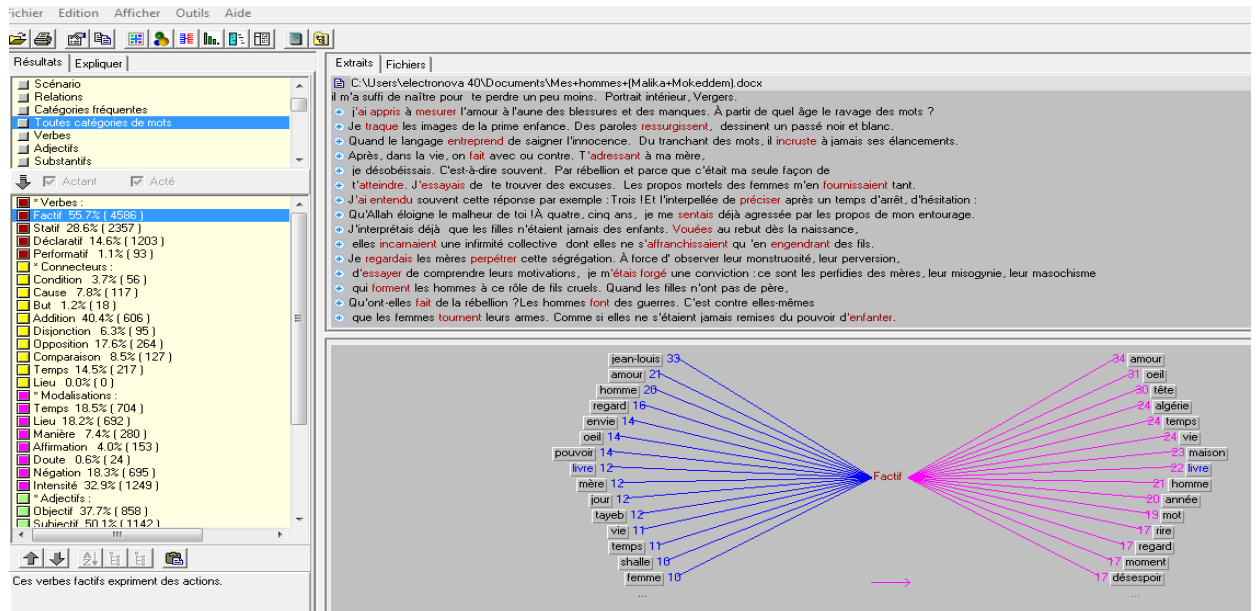 Fichier Edition Afficher Outils Aide
Résultats Expliquer
Scénario
Relations
Catégories fréquentes
Toutes catégories de mots
Verbes
Adjectifs
Substantifs
Actant Acté
* Verbes :
Factif 55.7% ( 4586 )
Statif 28.6% ( 2357 )
Déclaratif 14.6% ( 1203 )
Performatif 1.1% ( 93 )
* Connecteurs :
Condition 3.7% ( 56 )
Cause 7.8% ( 117 )
But 1.2% ( 18 )
Addition 40.4% ( 606 )
Disjonction 6.3% ( 95 )
Opposition 17.6% ( 264 )
Comparaison 8.5% ( 127 )
Temps 14.5% ( 217 )
Lieu 0.0% ( 0 )
* Modalisations :
Temps 18.5% ( 704 )
Lieu 18.2% ( 692 )
Manière 7.4% ( 280 )
Affirmation 4.0% ( 153 )
Doute 0.6% ( 24 )
Négation 18.3% ( 695 )
Intensité 32.9% ( 1249 )
* Adjectifs :
Objectif 37.7% ( 858 )
Subjectif 50.1% ( 1142 )
Ces verbes factifs expriment des actions.
Extraits Fichiers
C:\Users\electronova 40\Documents\Mes+hommes+(Malika+Mokeddem).docx
il m'a suffi de naître pour te perdre un peu moins. Portrait intérieur, Vergers.
j'ai appris à mesurer l'amour à l'aune des blessures et des manques. À partir de quel âge le ravage des mots ?
Je traque les images de la prime enfance. Des paroles ressurgissent, dessinent un passé noir et blanc.
Quand le langage entreprend de saigner l'innocence. Du tranchant des mots, il incruste à jamais ses élancements.
Après, dans la vie, on fait avec ou contre. T'adressant à ma mère,
je désobéissais. C'est-à-dire souvent. Par rébellion et parce que c'était ma seule façon de
t'atteindre. J'essayais de te trouver des excuses. Les propos mortels des femmes m'en fournissaient tant.
J'ai entendu souvent cette réponse par exemple : Trois !Et l'interpellée de préciser après un temps d'arrêt, d'hésitation :
Qu'Allah éloigne le malheur de toi !À quatre, cinq ans, je me sentais déjà agressée par les propos de mon entourage.
J'interprétais déjà que les filles n'étaient jamais des enfants. Vouées au rebut dès la naissance,
elles incarnaient une infirmité collective dont elles ne s'affranchissaient qu 'en engendrant des fils.
Je regardais les mères perpétrer cette ségrégation. À force d' observer leur monstruosité, leur perversion,
d'essayer de comprendre leurs motivations, je m'étais forgé une conviction : ce sont les perfidies des mères, leur misogynie, leur masochisme
qui forment les hommes à ce rôle de fils cruels. Quand les filles n'ont pas de père,
Qu'ont-elles fait de la rébellion ?Les hommes font des guerres. C'est contre elles-mêmes
que les femmes tournent leurs armes. Comme si elles ne s'étaient jamais remises du pouvoir d'enfanter.
jean-louis 33
amour 21
homme 20
regard 16
envie 14
oeil 14
pouvoir 14
livre 12
mère 12
jour 12
tayeb 12
vie 11
temps 11
shalle 10
femme 10
...
Factif
34 amour
31 oeil
30 tête
24 algérie
24 temps
24 vie
23 maison
22 livre
21 homme
20 année
19 mot
17 rire
17 regard
17 moment
17 désespoir
...